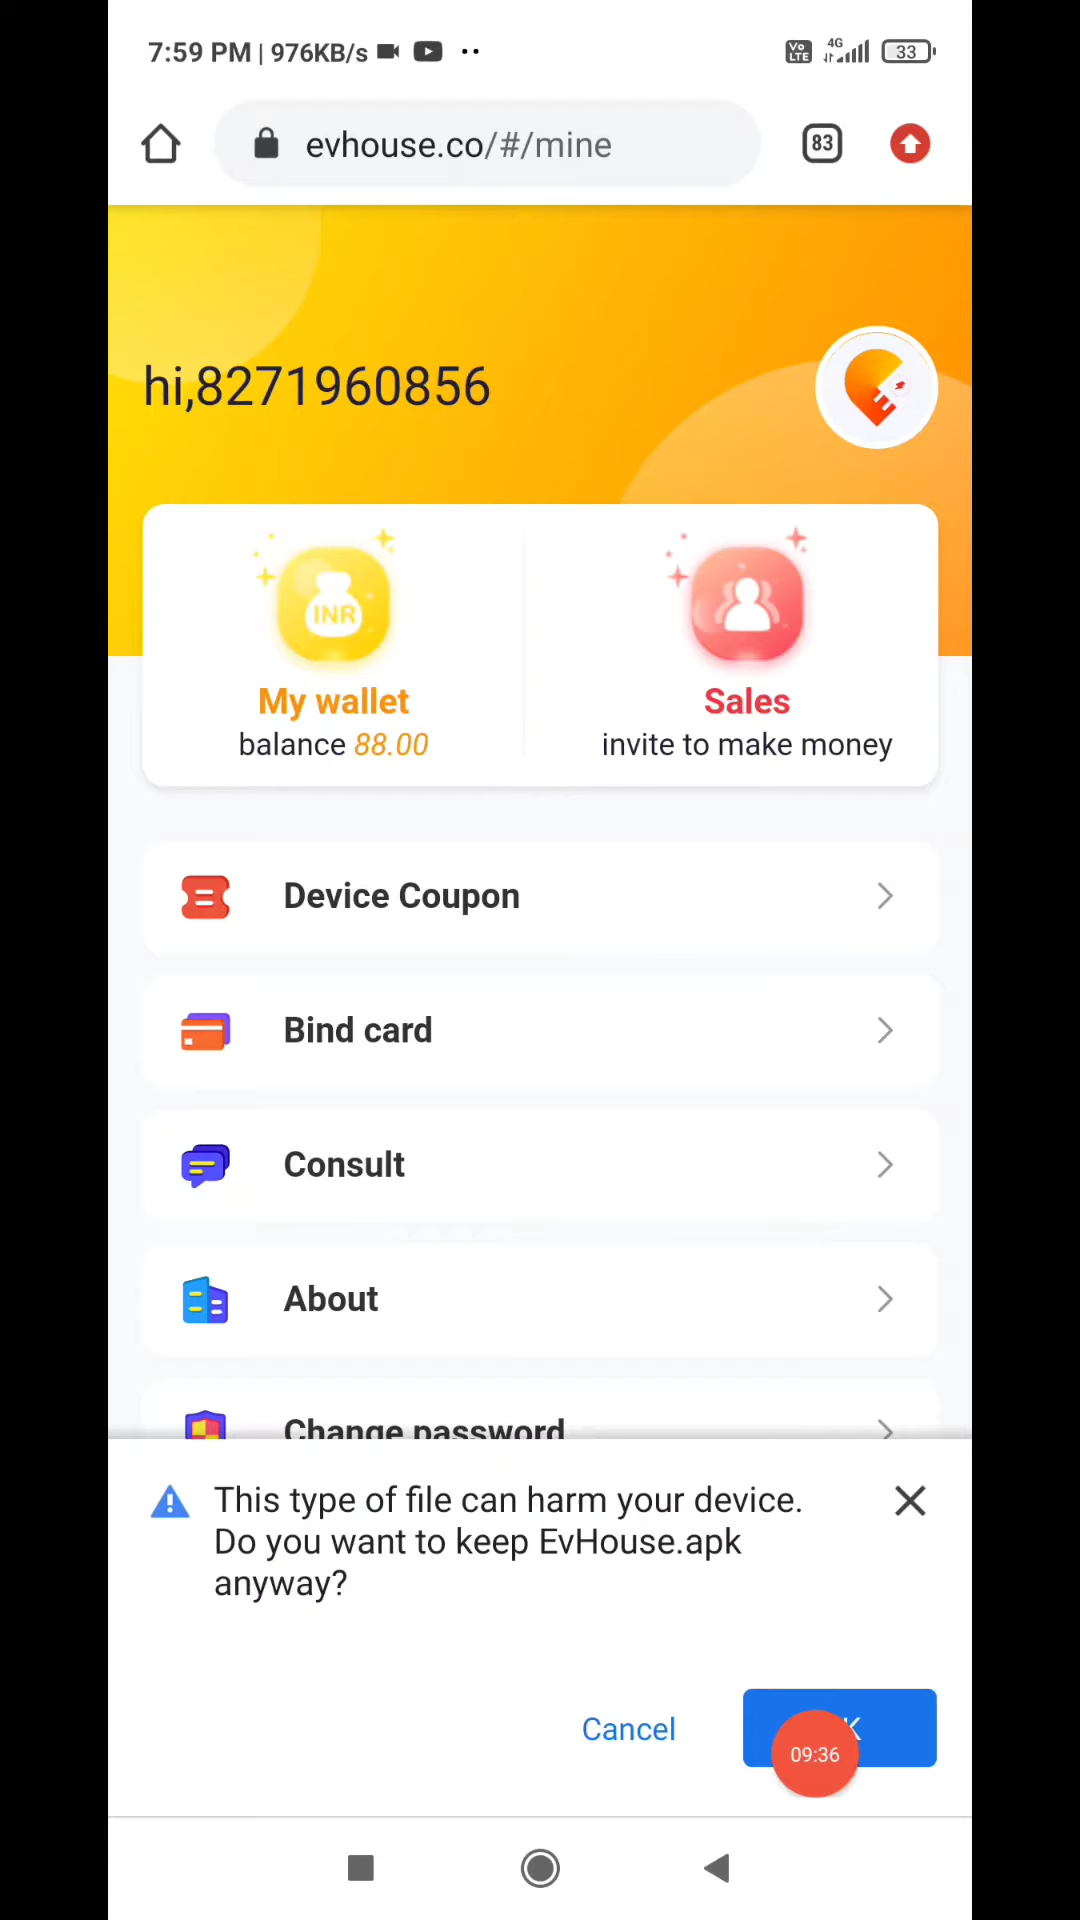 7:59 PM | 976KB/s
Vo LTE 4G 33
evhouse.co/#/mine
83
hi,8271960856
INR
My wallet
balance 88.00
Sales
invite to make money
Device Coupon
Bind card
Consult
About
Change password
This type of file can harm your device.
Do you want to keep EvHouse.apk
anyway?
Cancel
09:36